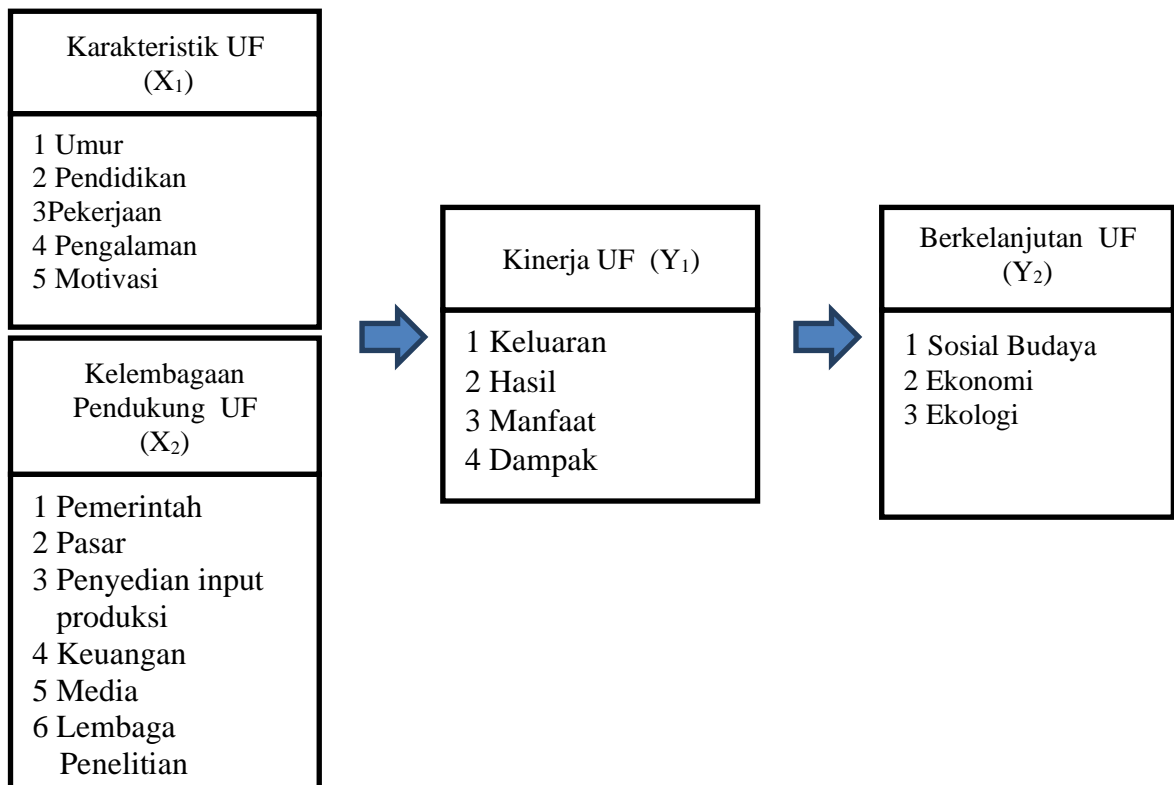 Karakteristik UF
(X₁)
1 Umur
2 Pendidikan
3Pekerjaan
4 Pengalaman
5 Motivasi
Kelembagaan
Pendukung UF
(X₂)
1 Pemerintah
2 Pasar
3 Penyedian input
produksi
4 Keuangan
5 Media
6 Lembaga
Penelitian
Kinerja UF (Y₁)
1 Keluaran
2 Hasil
3 Manfaat
4 Dampak
Berkelanjutan UF
(Y₂)
1 Sosial Budaya
2 Ekonomi
3 Ekologi